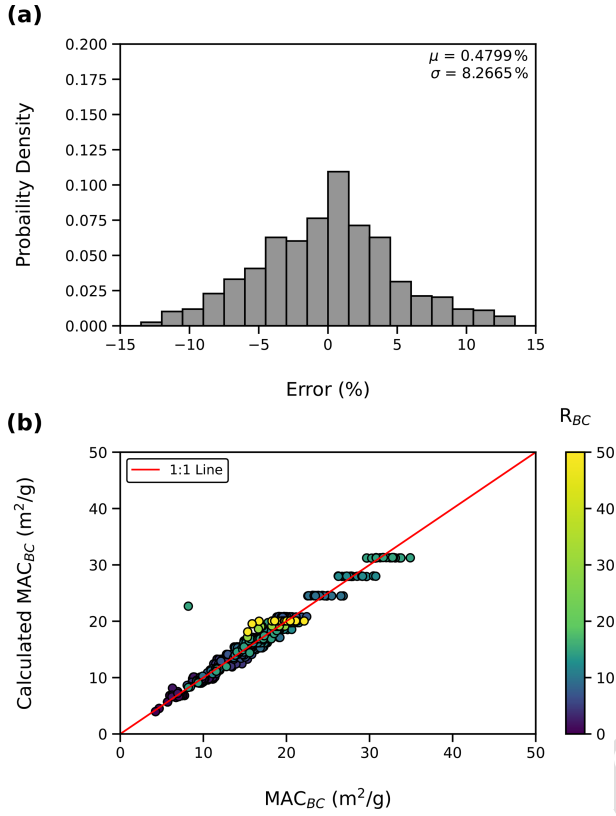 (a)
μ = 0.4799%
σ = 8.2665%
0.200
0.175
0.150
0.125
0.100
0.075
0.050
0.025
0.000
Probaility Density
−15 −10 −5 0 5 10 15
Error (%)
(b)
R_BC
1:1 Line
50
40
30
20
10
0
Calculated MAC_BC (m²/g)
0 10 20 30 40 50
MAC_BC (m²/g)
50
40
30
20
10
0